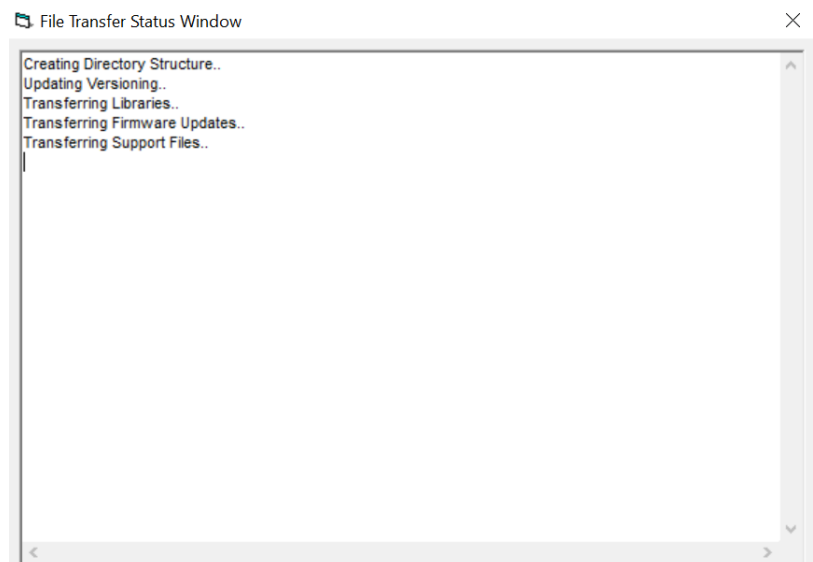 File Transfer Status Window
Creating Directory Structure..
Updating Versioning..
Transferring Libraries..
Transferring Firmware Updates..
Transferring Support Files..